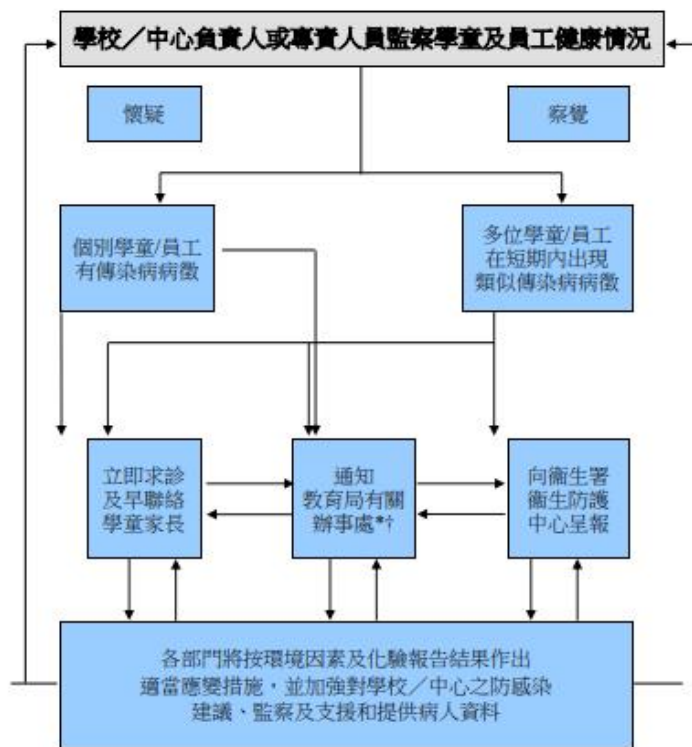 學校／中心負責人或專責人員監察學童及員工健康情況
懷疑
察覺
個別學童/員工
有傳染病病徵
多位學童/員工
在短期內出現
類似傳染病病徵
立即求診
及早聯絡
學童家長
通知
教育局有關
辦事處*†
向衞生署
衞生防護
中心呈報
各部門將按環境因素及化驗報告結果作出
適當應變措施，並加強對學校／中心之防感染
建議、監察及支援和提供病人資料